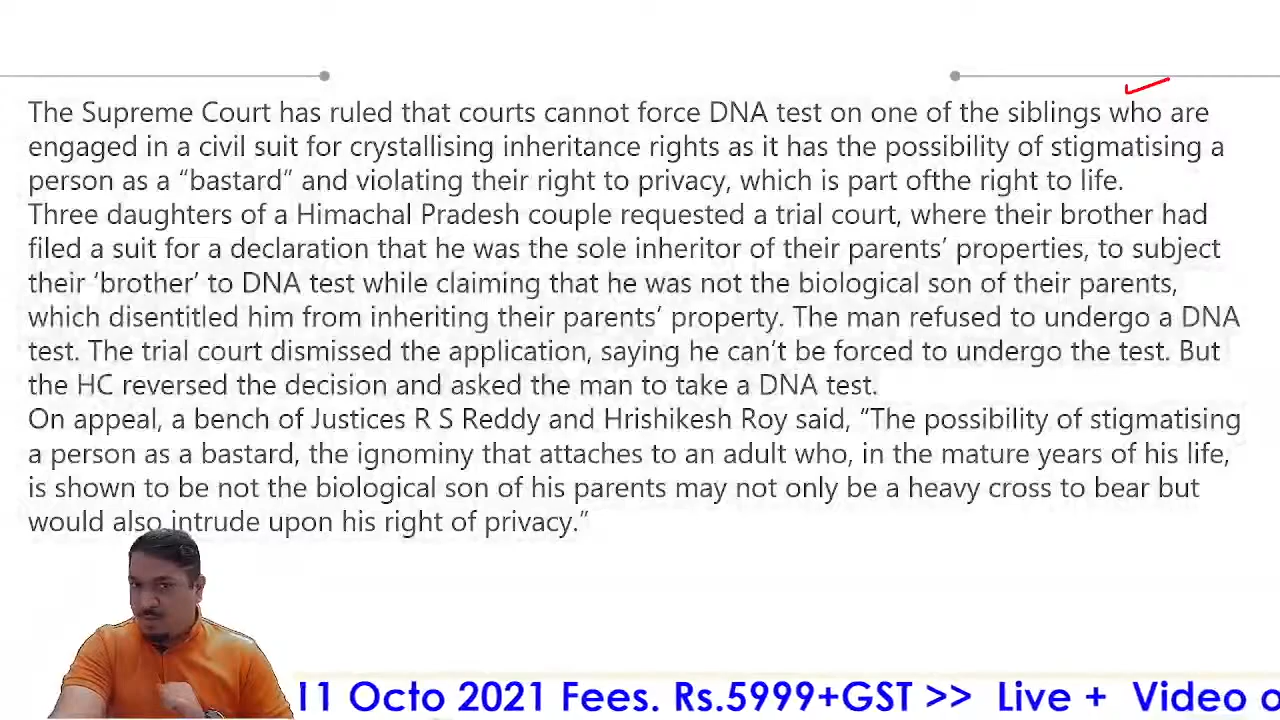 The Supreme Court has ruled that courts cannot force DNA test on one of the siblings who are
engaged in a civil suit for crystallising inheritance rights as it has the possibility of stigmatising a
person as a “bastard” and violating their right to privacy, which is part ofthe right to life.
Three daughters of a Himachal Pradesh couple requested a trial court, where their brother had
filed a suit for a declaration that he was the sole inheritor of their parents’ properties, to subject
their ‘brother’ to DNA test while claiming that he was not the biological son of their parents,
which disentitled him from inheriting their parents’ property. The man refused to undergo a DNA
test. The trial court dismissed the application, saying he can’t be forced to undergo the test. But
the HC reversed the decision and asked the man to take a DNA test.
On appeal, a bench of Justices R S Reddy and Hrishikesh Roy said, “The possibility of stigmatising
a person as a bastard, the ignominy that attaches to an adult who, in the mature years of his life,
is shown to be not the biological son of his parents may not only be a heavy cross to bear but
would also intrude upon his right of privacy.”
11 Octo 2021 Fees. Rs.5999+GST >> Live + Video o